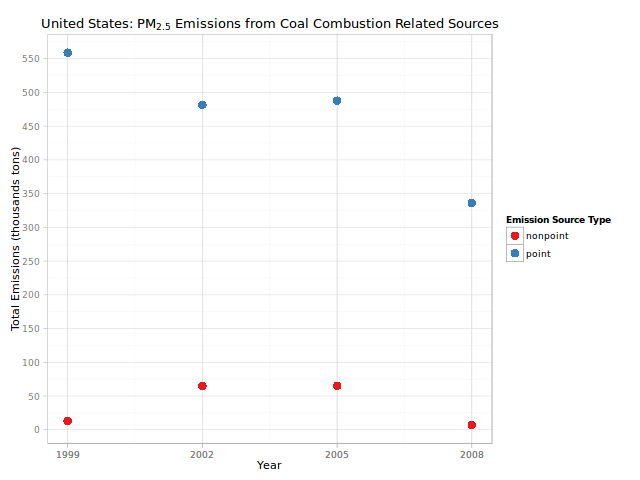 United States: PM2.5 Emissions from Coal Combustion Related Sources
Total Emissions (thousands tons)
550
500
450
400
350
300
250
200
150
100
50
0
1999 2002 2005 2008
Year
Emission Source Type
nonpoint
point